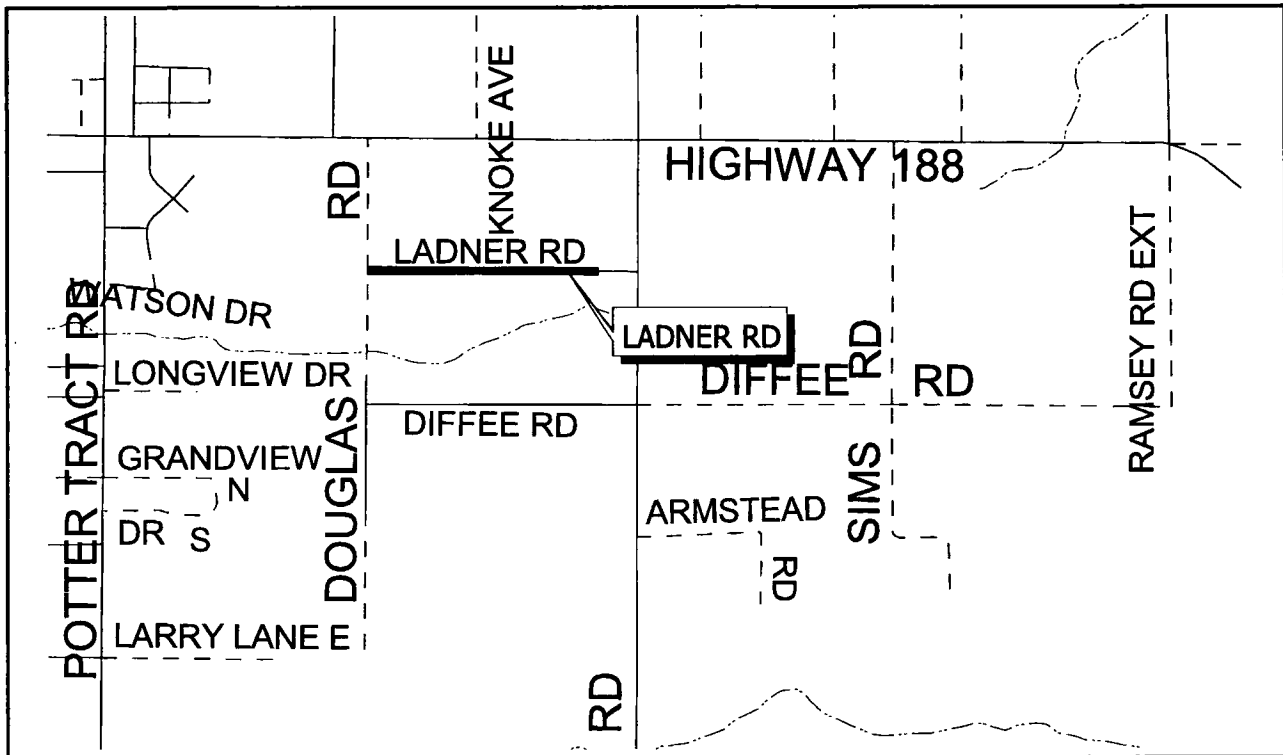 KNOKE AVE
HIGHWAY 188
RD
LADNER RD
WATSON DR
LADNER RD
RAMSEY RD EXT
LONGVIEW DR
DIFFEE RD
SIMS RD
DIFFEE RD
POTTER TRACT RD
DOUGLAS
GRANDVIEW
N
DR S
ARMSTEAD
RD
LARRY LANE E
RD